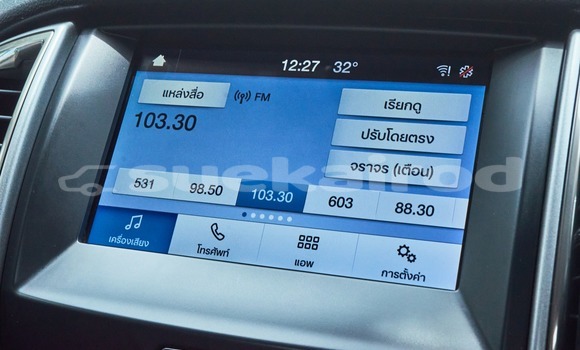 12:27 32°
แหล่งสื่อ FM เรียกดู
103.30
ปรับโดยตรง
จราจร (เตือน)
531 98.50 103.30 603 88.30
เครื่องเสียง โทรศัพท์ แอพ การตั้งค่า
suekairod